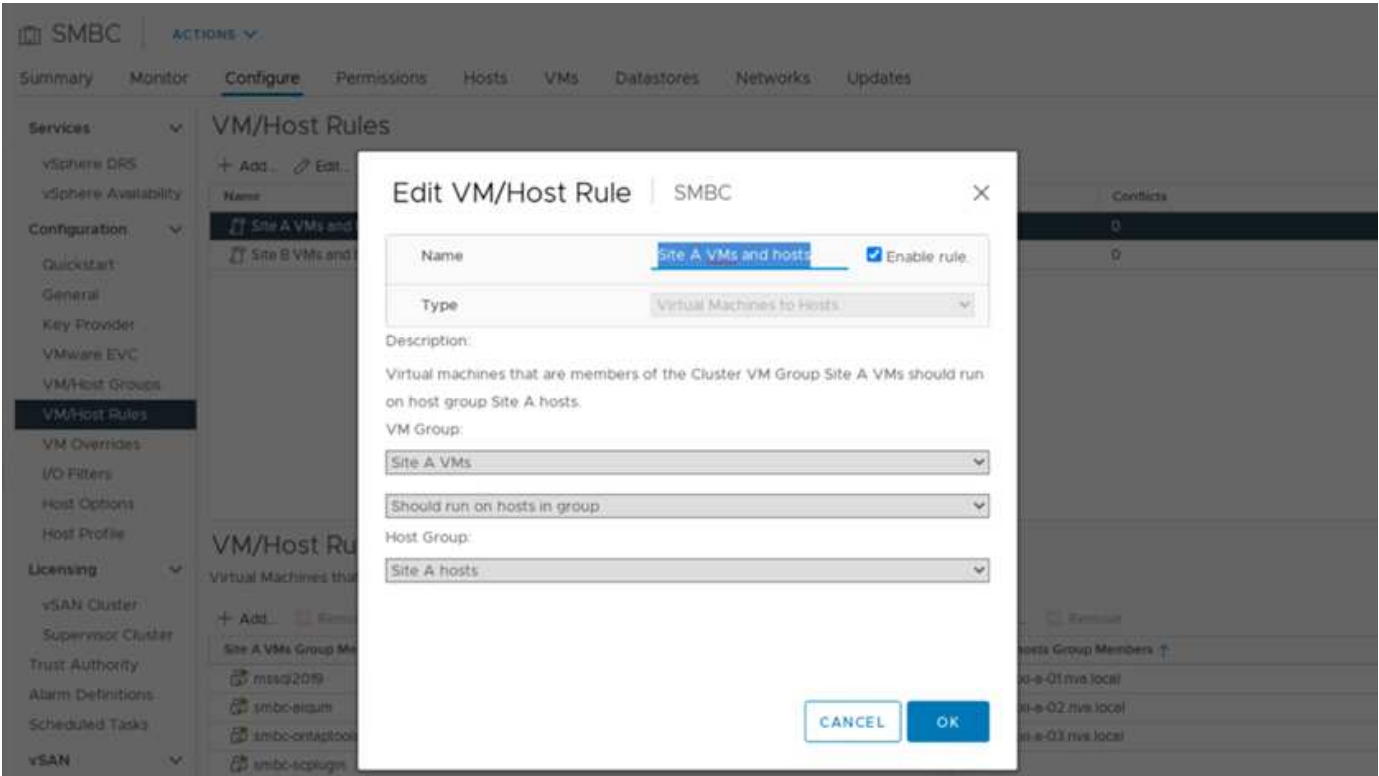 SMBC ACTIONS
Summary Monitor Configure Permissions Hosts VMs Datastores Networks Updates
Services
vSphere DRS
vSphere Availability
Configuration
Quickstart
General
Key Provider
VMware EVC
VM/Host Groups
VM/Host Rules
VM Overrides
I/O Filters
Host Options
Host Profile
Licensing
vSAN Cluster
Supervisor Cluster
Trust Authority
Alarm Definitions
Scheduled Tasks
vSAN
VM/Host Rules
+ Add... Edit...
Name Conflicts
Site A VMs and 0
Site B VMs and 0
Edit VM/Host Rule SMBC
Name Site A VMs and hosts Enable rule.
Type Virtual Machines to Hosts
Description:
Virtual machines that are members of the Cluster VM Group Site A VMs should run
on host group Site A hosts.
VM Group:
Site A VMs
Should run on hosts in group
Host Group:
Site A hosts
CANCEL OK
VM/Host Ru
Virtual Machines that
+ Add... Remove
Site A VMs Group Me hosts Group Members
mssql2019 xi-a-01.nva.local
smbc-aiqum xi-a-02.nva.local
smbc-ontaptools xi-a-03.nva.local
smbc-scplugin